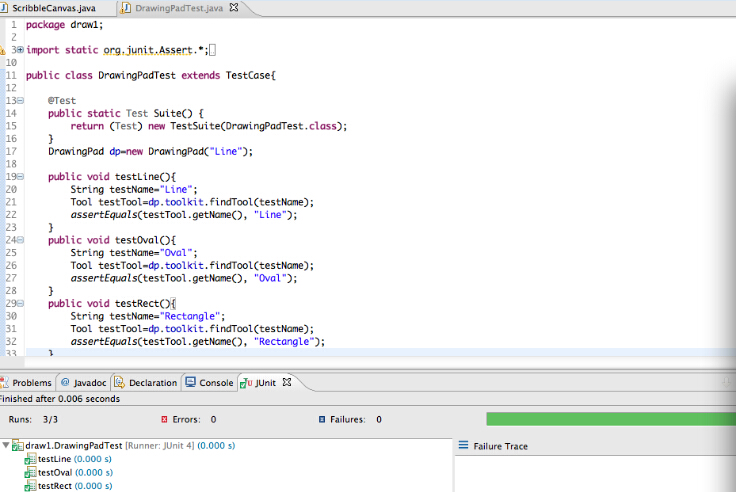 ScribbleCanvas.java DrawingPadTest.java
1 package draw1;
2
3 import static org.junit.Assert.*;
10
11 public class DrawingPadTest extends TestCase{
12
13 @Test
14 public static Test Suite() {
15 return (Test) new TestSuite(DrawingPadTest.class);
16 }
17 DrawingPad dp=new DrawingPad("Line");
18
19 public void testLine(){
20 String testName="Line";
21 Tool testTool=dp.toolkit.findTool(testName);
22 assertEquals(testTool.getName(), "Line");
23 }
24 public void testOval(){
25 String testName="Oval";
26 Tool testTool=dp.toolkit.findTool(testName);
27 assertEquals(testTool.getName(), "Oval");
28 }
29 public void testRect(){
30 String testName="Rectangle";
31 Tool testTool=dp.toolkit.findTool(testName);
32 assertEquals(testTool.getName(), "Rectangle");
33 }
Problems @ Javadoc Declaration Console JUnit
Finished after 0.006 seconds
Runs: 3/3 Errors: 0 Failures: 0
draw1.DrawingPadTest [Runner: JUnit 4] (0.000 s) Failure Trace
testLine (0.000 s)
testOval (0.000 s)
testRect (0.000 s)